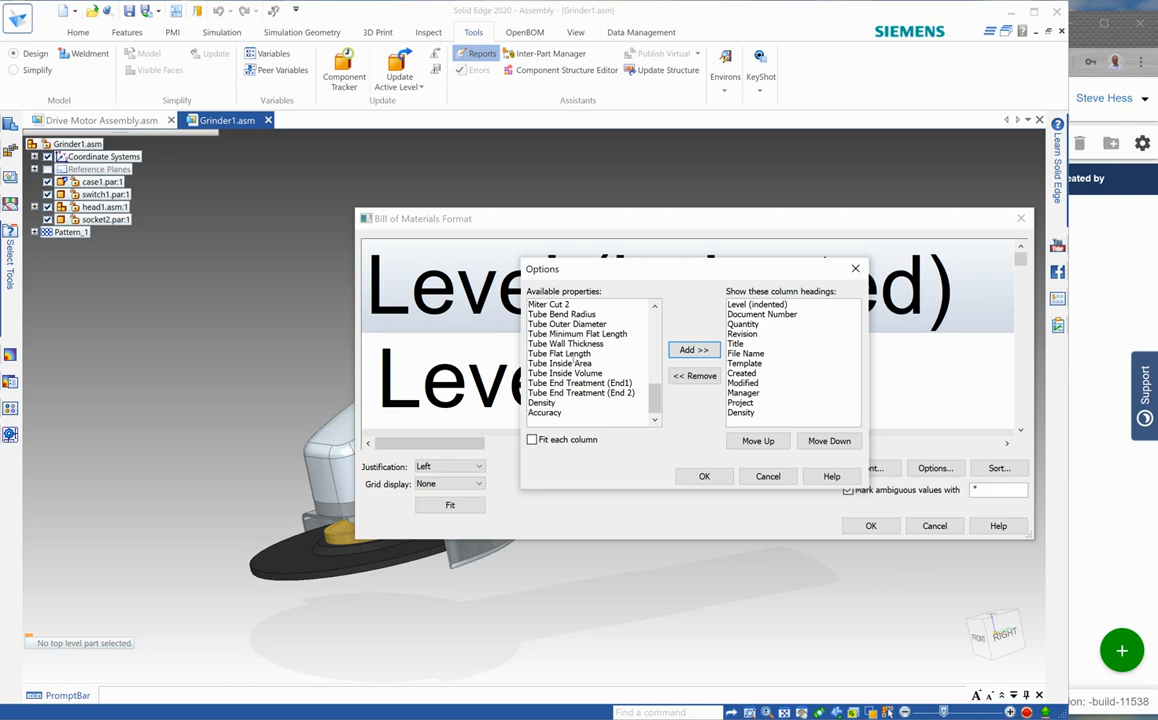 Solid Edge 2020 - Assembly - [Grinder1.asm]
Home
Features
PMI
Simulation
Simulation Geometry
3D Print
Inspect
Tools
OpenBOM
View
Data Management
SIEMENS
Design
Simplify
Model
Weldment
Model
Visible Faces
Update
Simplify
Variables
Peer Variables
Variables
Component
Tracker
Update
Active Level
Update
Reports
Errors
Inter-Part Manager
Component Structure Editor
Publish Virtual
Update Structure
Assistants
Environs
KeyShot
Steve Hess
Drive Motor Assembly.asm
Grinder1.asm
Grinder1.asm
Coordinate Systems
Reference Planes
case1.par:1
switch1.par:1
head1.asm:1
socket2.par:1
Pattern_1
Select Tools
Learn Solid Edge
You
Tube
ated by
Bill of Materials Format
Level (indented)
Level
Options
Available properties:
Miter Cut 2
Tube Bend Radius
Tube Outer Diameter
Tube Minimum Flat Length
Tube Wall Thickness
Tube Flat Length
Tube Inside Area
Tube Inside Volume
Tube End Treatment (End1)
Tube End Treatment (End 2)
Density
Accuracy
Fit each column
Add >>
<< Remove
Show these column headings:
Level (indented)
Document Number
Quantity
Revision
Title
File Name
Template
Created
Modified
Manager
Project
Density
Move Up
Move Down
OK
Cancel
Help
Justification:
Left
Grid display:
None
Fit
nt...
Options...
Sort...
Mark ambiguous values with
*
OK
Cancel
Help
Support
FRONT
RIGHT
No top level part selected.
PromptBar
Find a command
ion: -build-11538